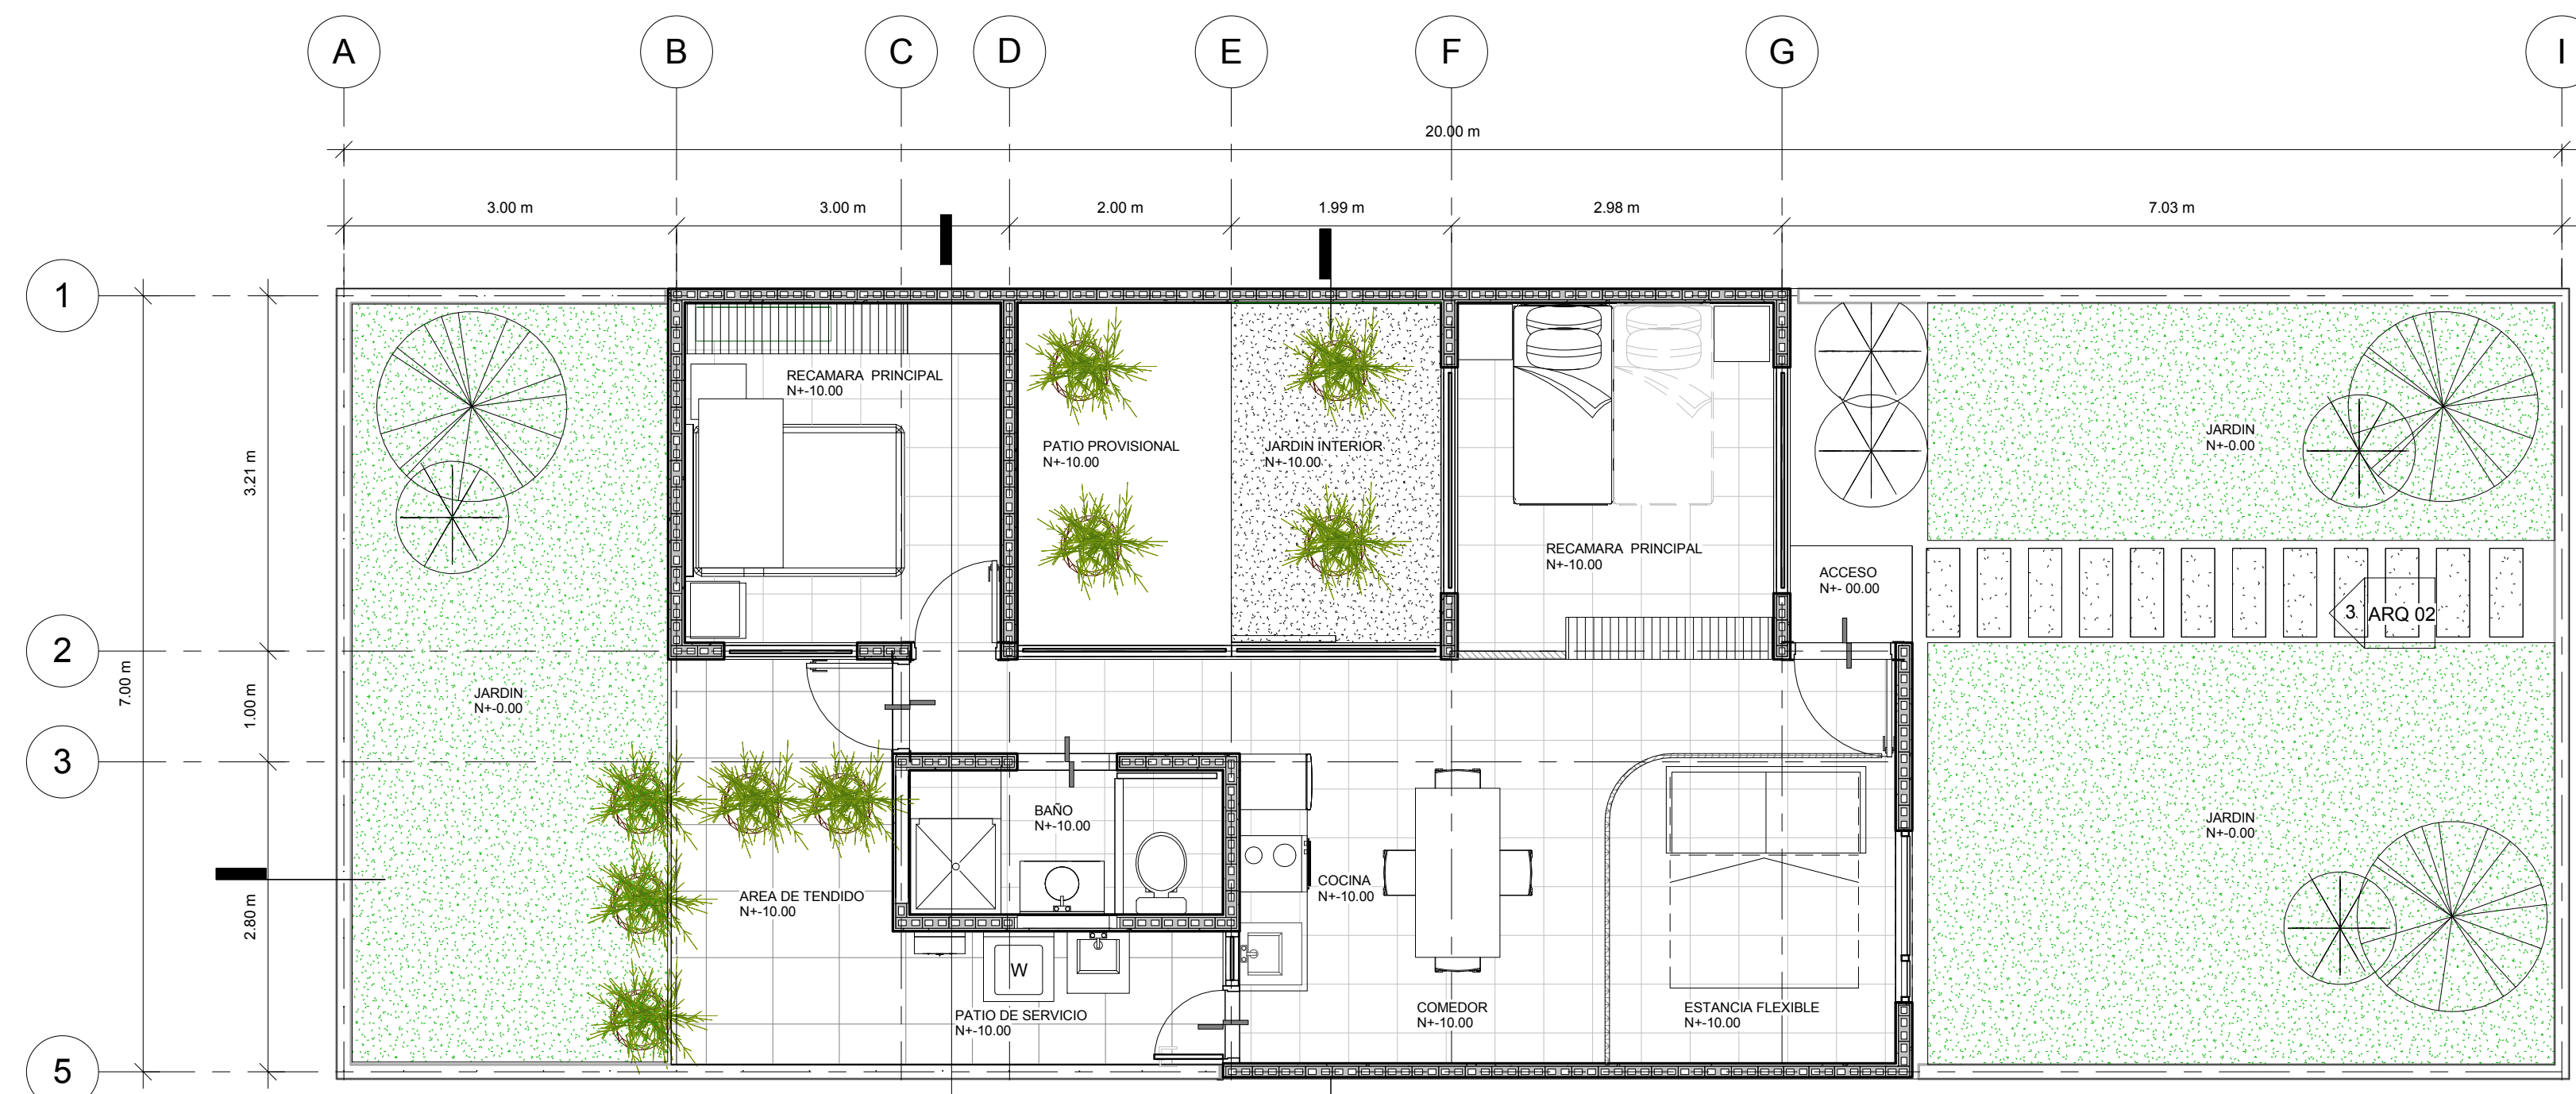 A B C D E F G I
20.00 m
3.00 m 3.00 m 2.00 m 1.99 m 2.98 m 7.03 m
1
2
3
5
7.00 m
3.21 m
1.00 m
2.80 m
RECAMARA PRINCIPAL
N+-10.00
PATIO PROVISIONAL
N+-10.00
JARDIN INTERIOR
N+-10.00
RECAMARA PRINCIPAL
N+-10.00
ACCESO
N+- 00.00
JARDIN
N+-0.00
3 ARQ 02
JARDIN
N+-0.00
BAÑO
N+-10.00
AREA DE TENDIDO
N+-10.00
COCINA
N+-10.00
JARDIN
N+-0.00
W
PATIO DE SERVICIO
N+-10.00
COMEDOR
N+-10.00
ESTANCIA FLEXIBLE
N+-10.00